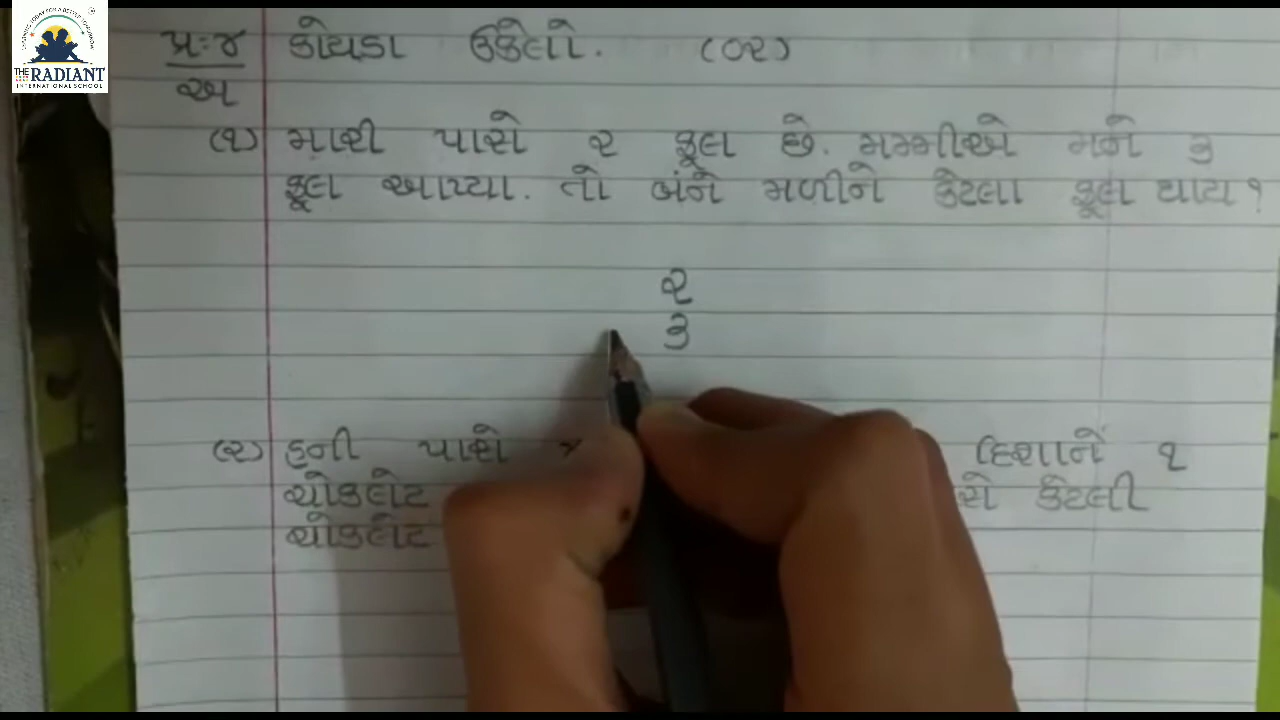 THE RADIANT
INTERNATIONAL SCHOOL
પ્ર:૪ કોયડા ઉકેલો. (૦૨)
અ
(૧) મારી પાસે ૨ ફૂલ છે. મમ્મીએ મને ૩
ફૂલ આપ્યા. તો બંને મળીને કેટલા ફૂલ થાય?
૨
૩
(૨) હની પાસે દિશાને ૧
ચોકલેટ સે કેટલી
ચોકલેટ